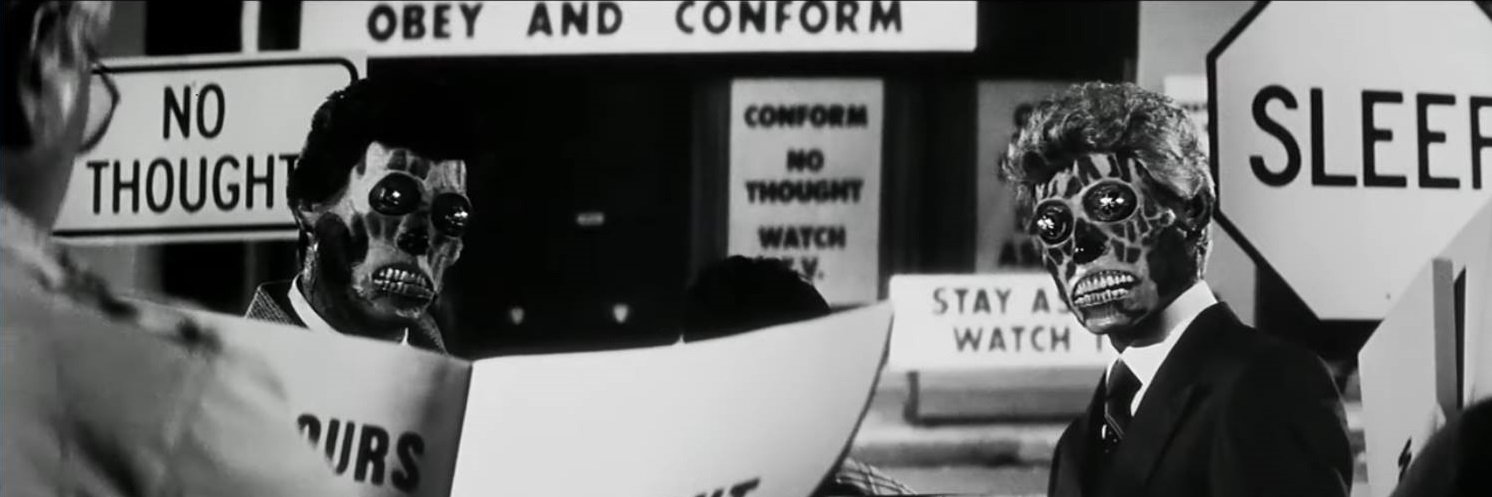 OBEY AND CONFORM
NO
THOUGHT
CONFORM
NO
THOUGHT
WATCH
T.V.
SLEEP
STAY AS
WATCH T
OURS